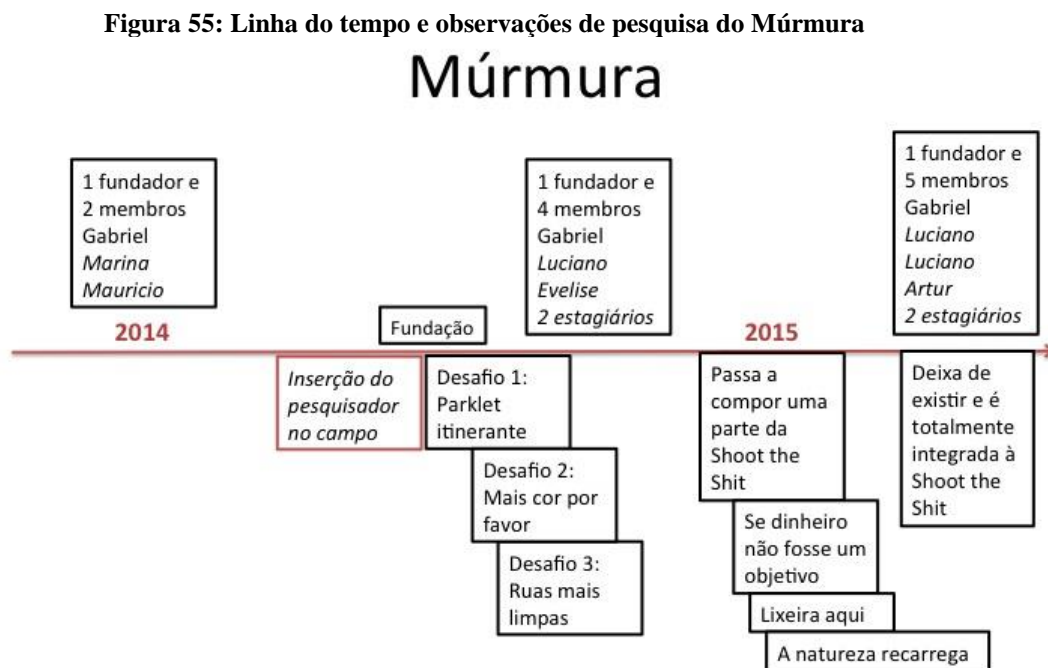 Figura 55: Linha do tempo e observações de pesquisa do Múrmura
Múrmura
1 fundador e
2 membros
Gabriel
Marina
Mauricio
1 fundador e
4 membros
Gabriel
Luciano
Evelise
2 estagiários
1 fundador e
5 membros
Gabriel
Luciano
Luciano
Artur
2 estagiários
2014
Fundação
2015
Inserção do
pesquisador
no campo
Desafio 1:
Parklet
itinerante
Desafio 2:
Mais cor por
favor
Desafio 3:
Ruas mais
limpas
Passa a
compor uma
parte da
Shoot the
Shit
Se dinheiro
não fosse um
objetivo
Lixeira aqui
A natureza recarrega
Deixa de
existir e é
totalmente
integrada à
Shoot the
Shit